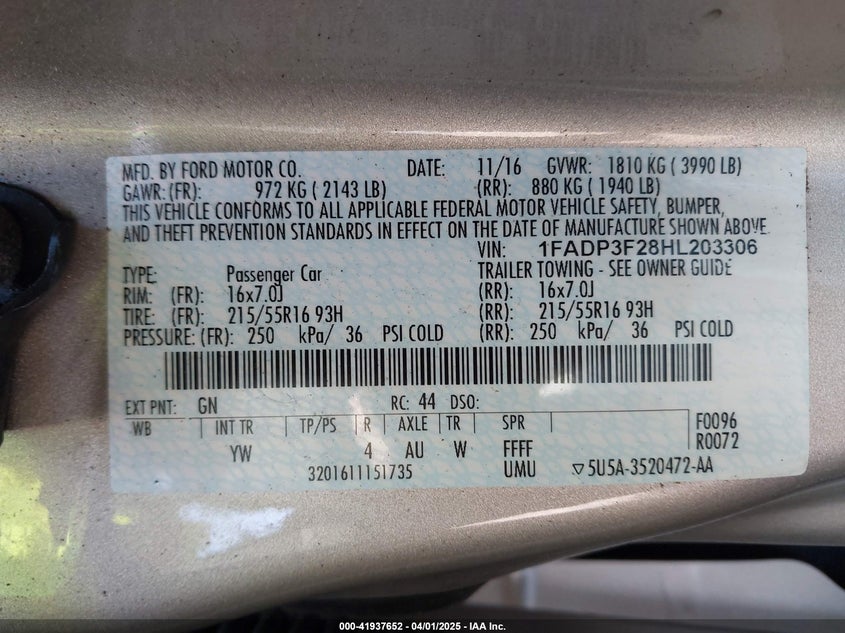 MFD. BY FORD MOTOR CO. DATE: 11/16 GVWR: 1810 KG ( 3990 LB)
GAWR: (FR): 972 KG ( 2143 LB) (RR): 880 KG ( 1940 LB)
THIS VEHICLE CONFORMS TO ALL APPLICABLE FEDERAL MOTOR VEHICLE SAFETY, BUMPER,
AND THEFT PREVENTION STANDARDS IN EFFECT ON THE DATE OF MANUFACTURE SHOWN ABOVE.
VIN: 1FADP3F28HL203306
TYPE: Passenger Car TRAILER TOWING - SEE OWNER GUIDE
RIM: (FR): 16x7.0J (RR): 16x7.0J
TIRE: (FR): 215/55R16 93H (RR): 215/55R16 93H
PRESSURE: (FR): 250 kPa/ 36 PSI COLD (RR): 250 kPa/ 36 PSI COLD
EXT PNT: GN RC: 44 DSO:
WB INT TR TP/PS R AXLE TR SPR F0096
YW 4 AU W FFFF R0072
3201611151735 UMU ▽5U5A-3520472-AA
000-41937652 - 04/01/2025 - IAA Inc.